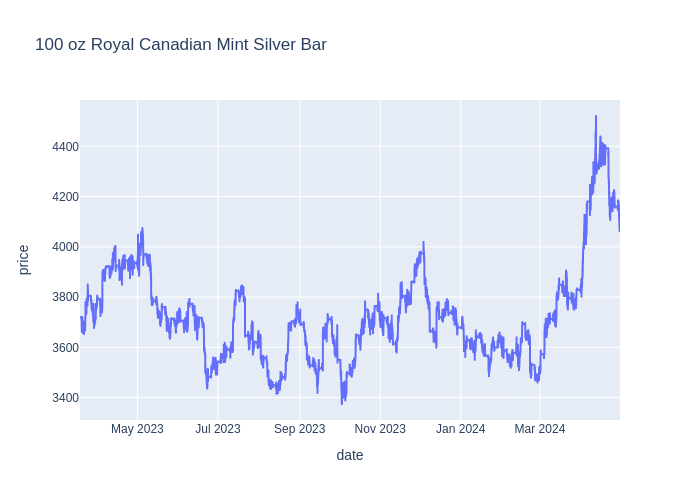 100 oz Royal Canadian Mint Silver Bar
price
4400
4200
4000
3800
3600
3400
May 2023 Jul 2023 Sep 2023 Nov 2023 Jan 2024 Mar 2024
date